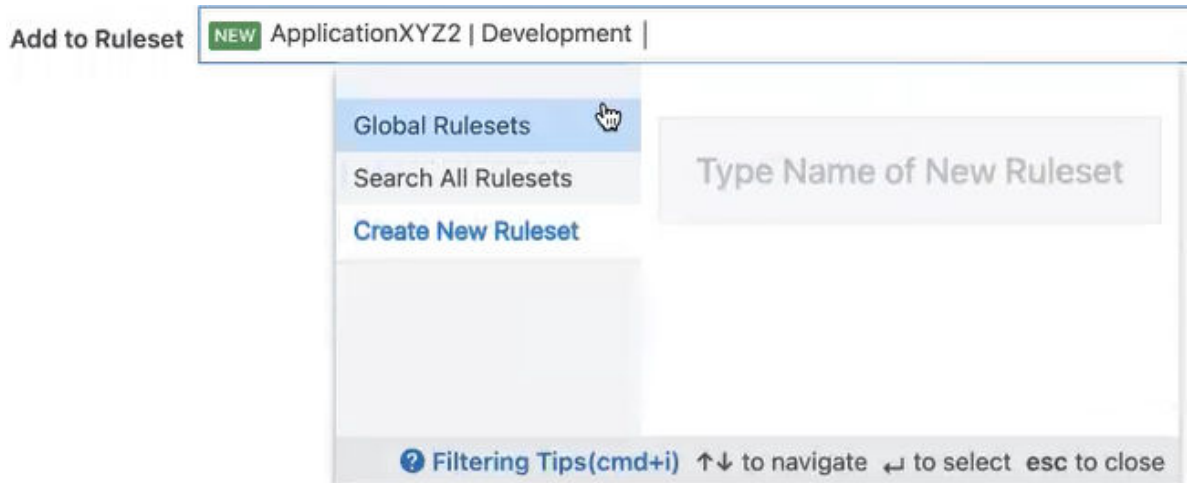 Add to Ruleset NEW ApplicationXYZ2 | Development |
Global Rulesets
Search All Rulesets
Create New Ruleset
Type Name of New Ruleset
? Filtering Tips(cmd+i) ↑↓ to navigate ↵ to select esc to close